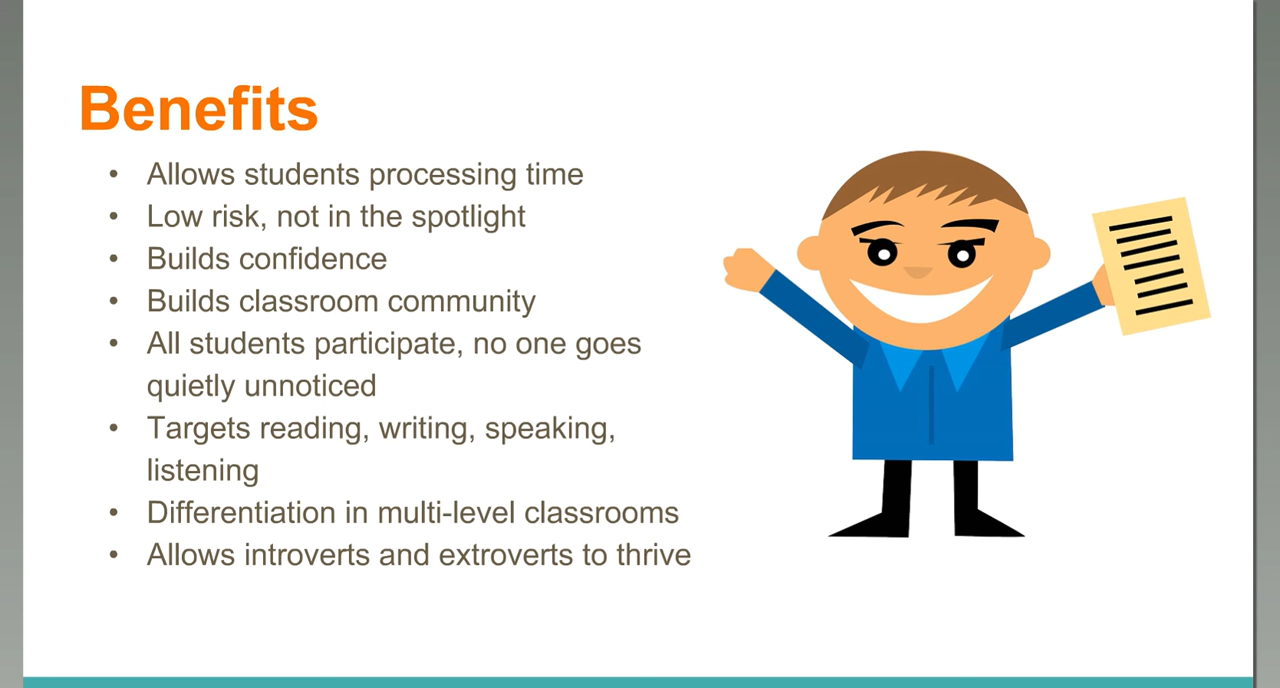 Benefits
• Allows students processing time
• Low risk, not in the spotlight
• Builds confidence
• Builds classroom community
• All students participate, no one goes
quietly unnoticed
• Targets reading, writing, speaking,
listening
• Differentiation in multi-level classrooms
• Allows introverts and extroverts to thrive